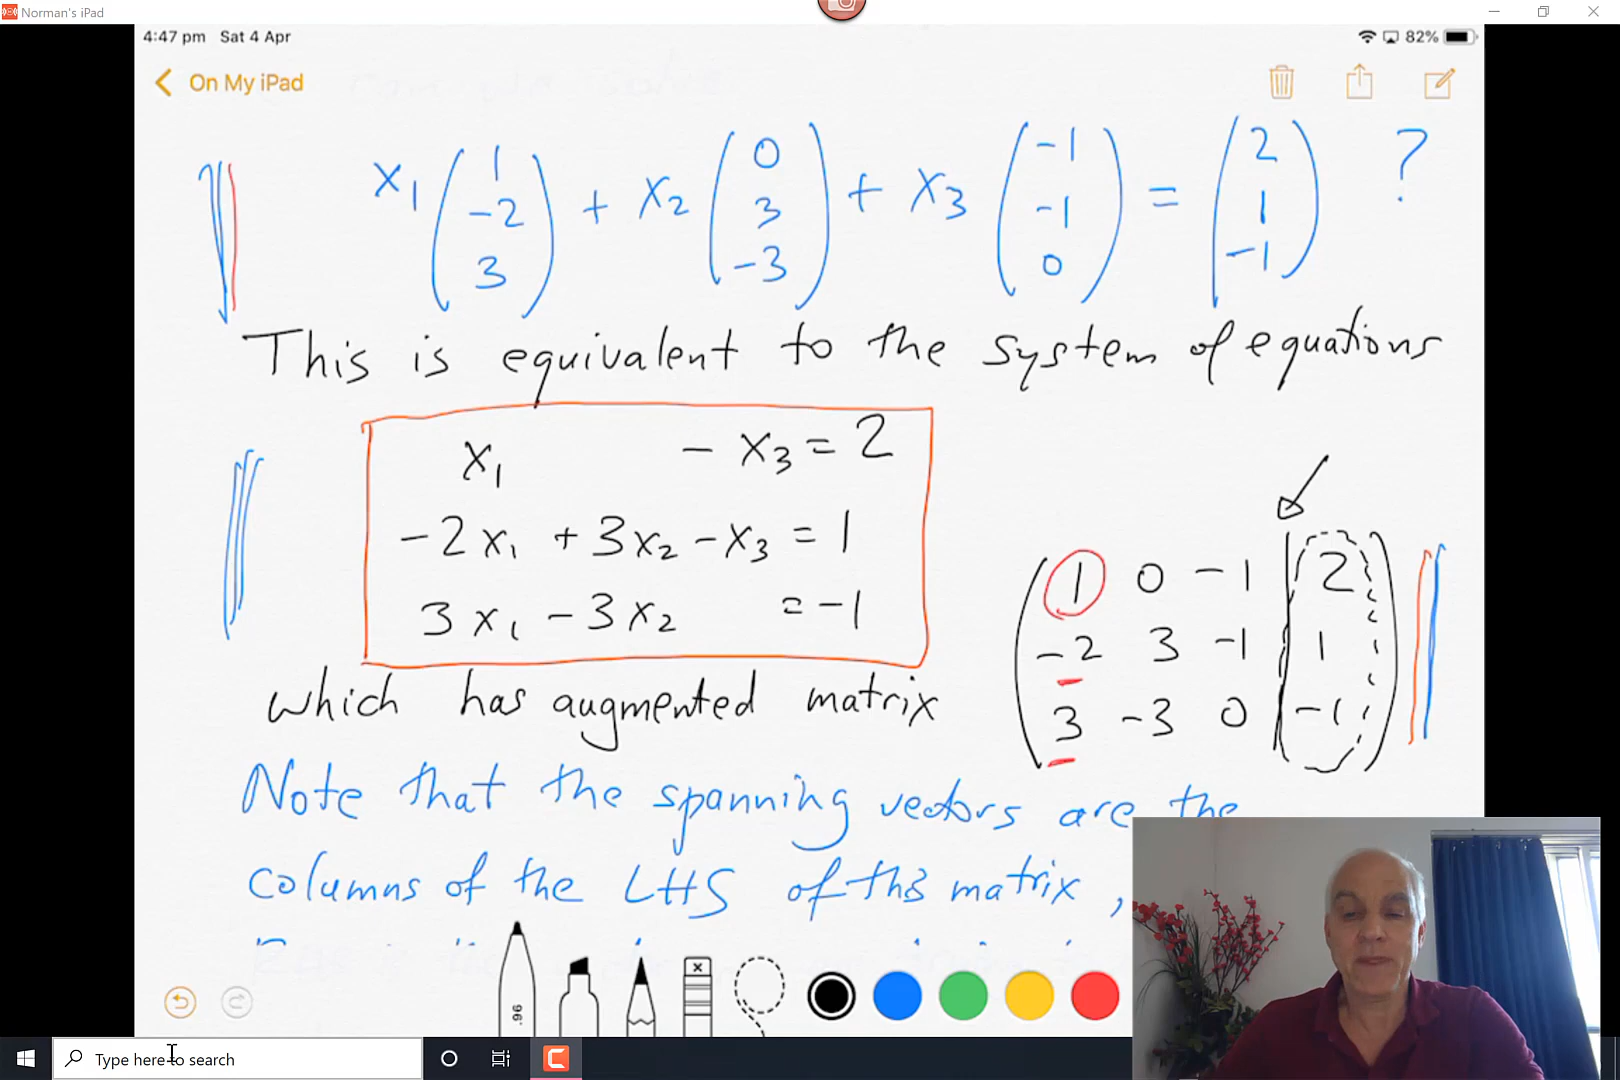 Norman's iPad
4:47 pm Sat 4 Apr
82%
On My iPad
x₁ (1 -2 3) + x₂ (0 3 -3) + x₃ (-1 -1 0) = (2 1 -1) ?
This is equivalent to the system of equations
x₁ - x₃ = 2
-2x₁ + 3x₂ - x₃ = 1
3x₁ - 3x₂ = -1
1 0 -1 | 2
-2 3 -1 | 1
3 -3 0 | -1
which has augmented matrix
Note that the spanning vectors are the
columns of the LHS of th3 matrix,
.96
Type here to search